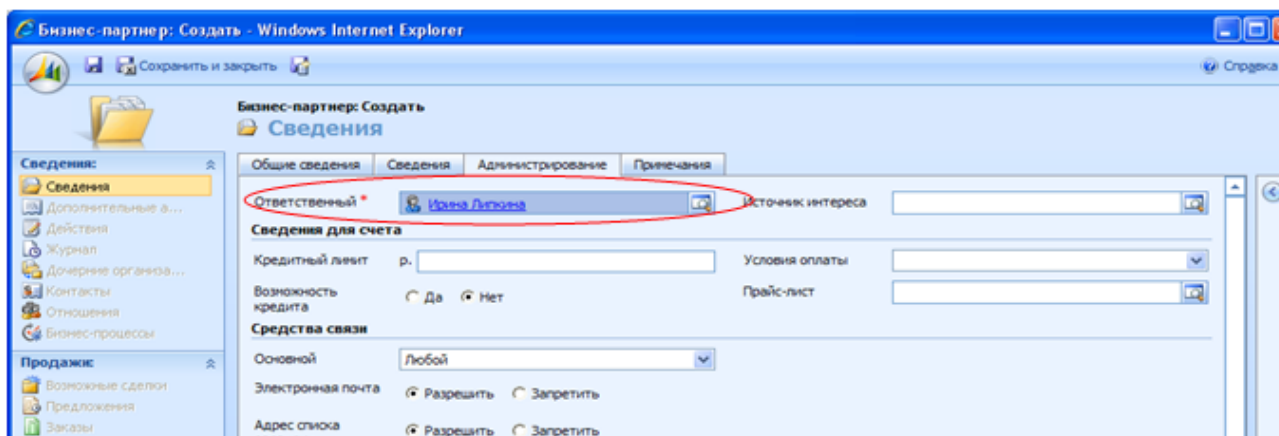 Бизнес-партнер: Создать - Windows Internet Explorer
Сохранить и закрыть
Справка
Бизнес-партнер: Создать
Сведения
Сведения:
Сведения
Дополнительные а...
Действия
Журнал
Дочерние организа...
Контакты
Отношения
Бизнес-процессы
Продажи:
Возможные сделки
Предложения
Заказы
Общие сведения Сведения Администрирование Примечания
Ответственный * Ирина Липкина Источник интереса
Сведения для счета
Кредитный лимит р. Условия оплаты
Возможность кредита Да Нет Прайс-лист
Средства связи
Основной Любой
Электронная почта Разрешить Запретить
Адрес списка Разрешить Запретить